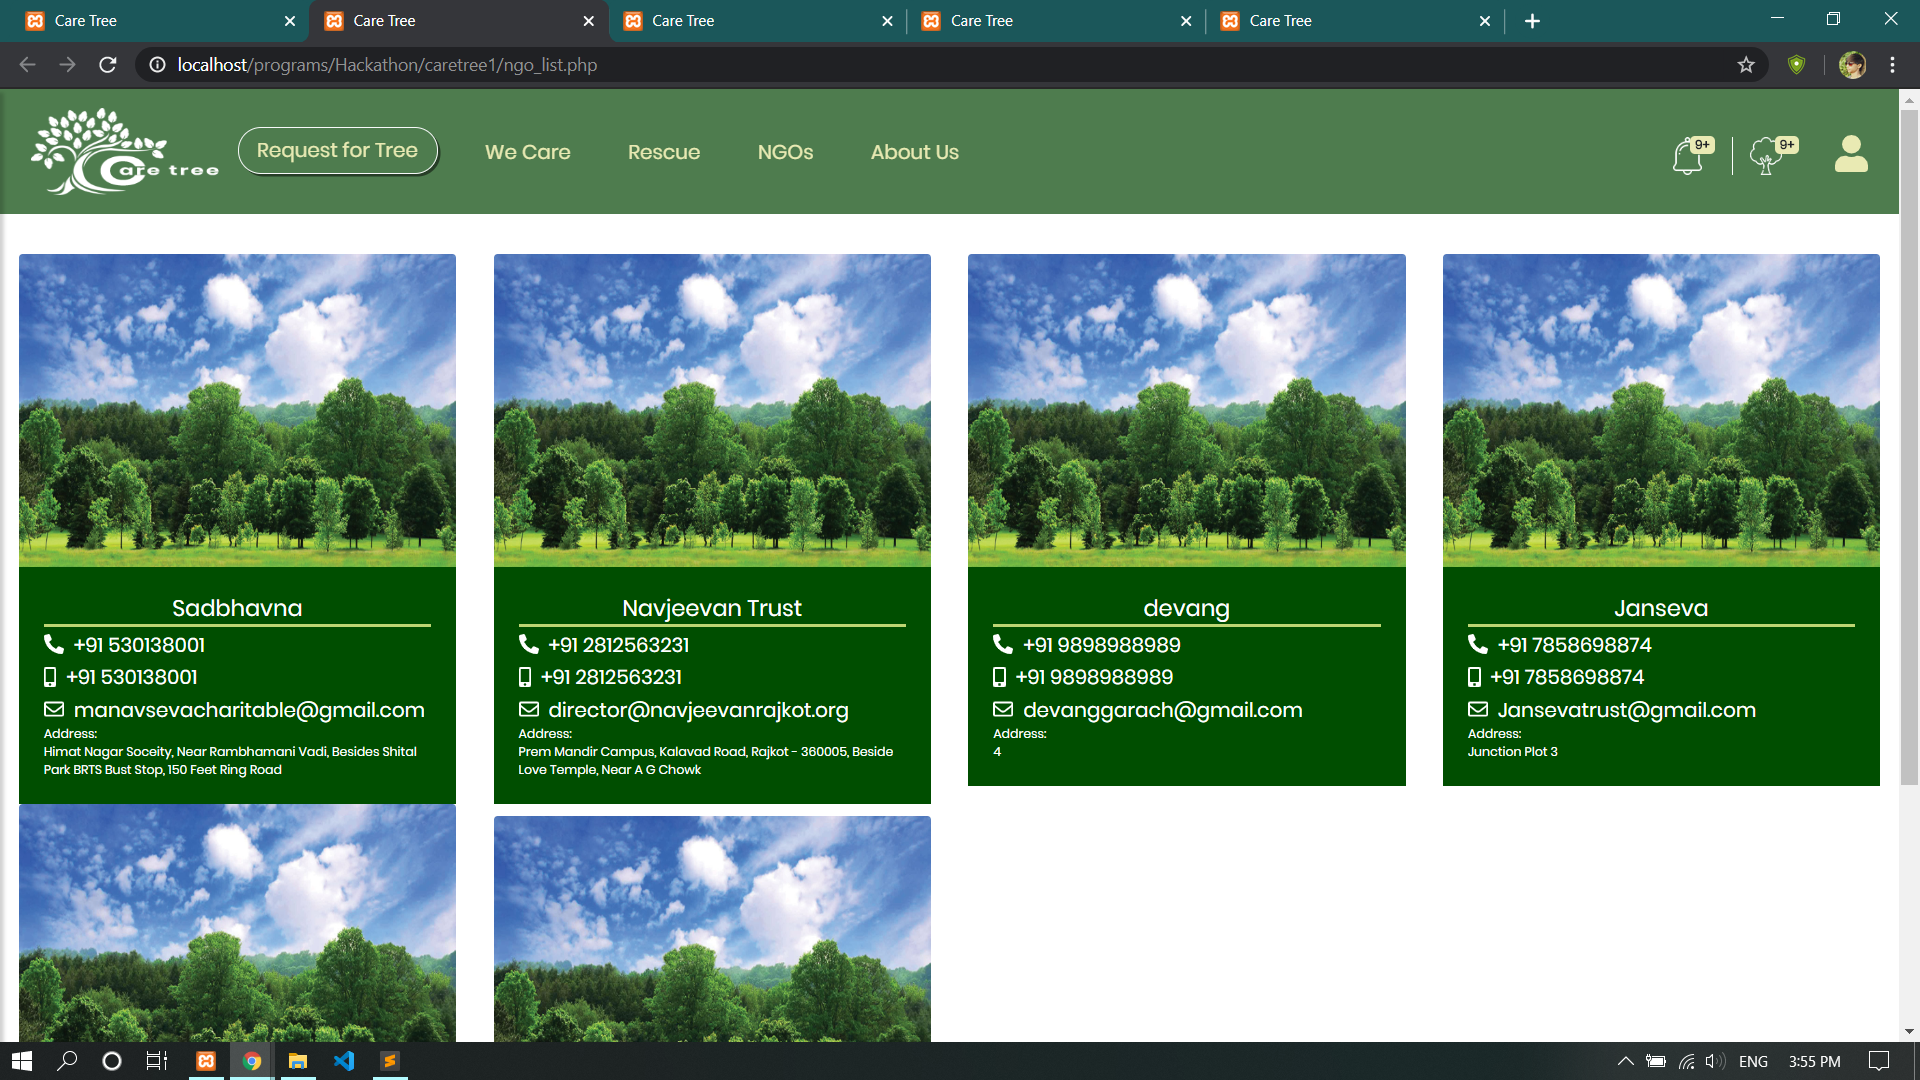 Care Tree
Care Tree
Care Tree
Care Tree
Care Tree
localhost/programs/Hackathon/caretree1/ngo_list.php
Care tree
Request for Tree
We Care
Rescue
NGOs
About Us
9+
9+
Sadbhavna
+91 530138001
+91 530138001
manavsevacharitable@gmail.com
Address:
Himat Nagar Soceity, Near Rambhamani Vadi, Besides Shital
Park BRTS Bust Stop, 150 Feet Ring Road
Navjeevan Trust
+91 2812563231
+91 2812563231
director@navjeevanrajkot.org
Address:
Prem Mandir Campus, Kalavad Road, Rajkot - 360005, Beside
Love Temple, Near A G Chowk
devang
+91 9898988989
+91 9898988989
devanggarach@gmail.com
Address:
4
Janseva
+91 7858698874
+91 7858698874
Jansevatrust@gmail.com
Address:
Junction Plot 3
ENG
3:55 PM